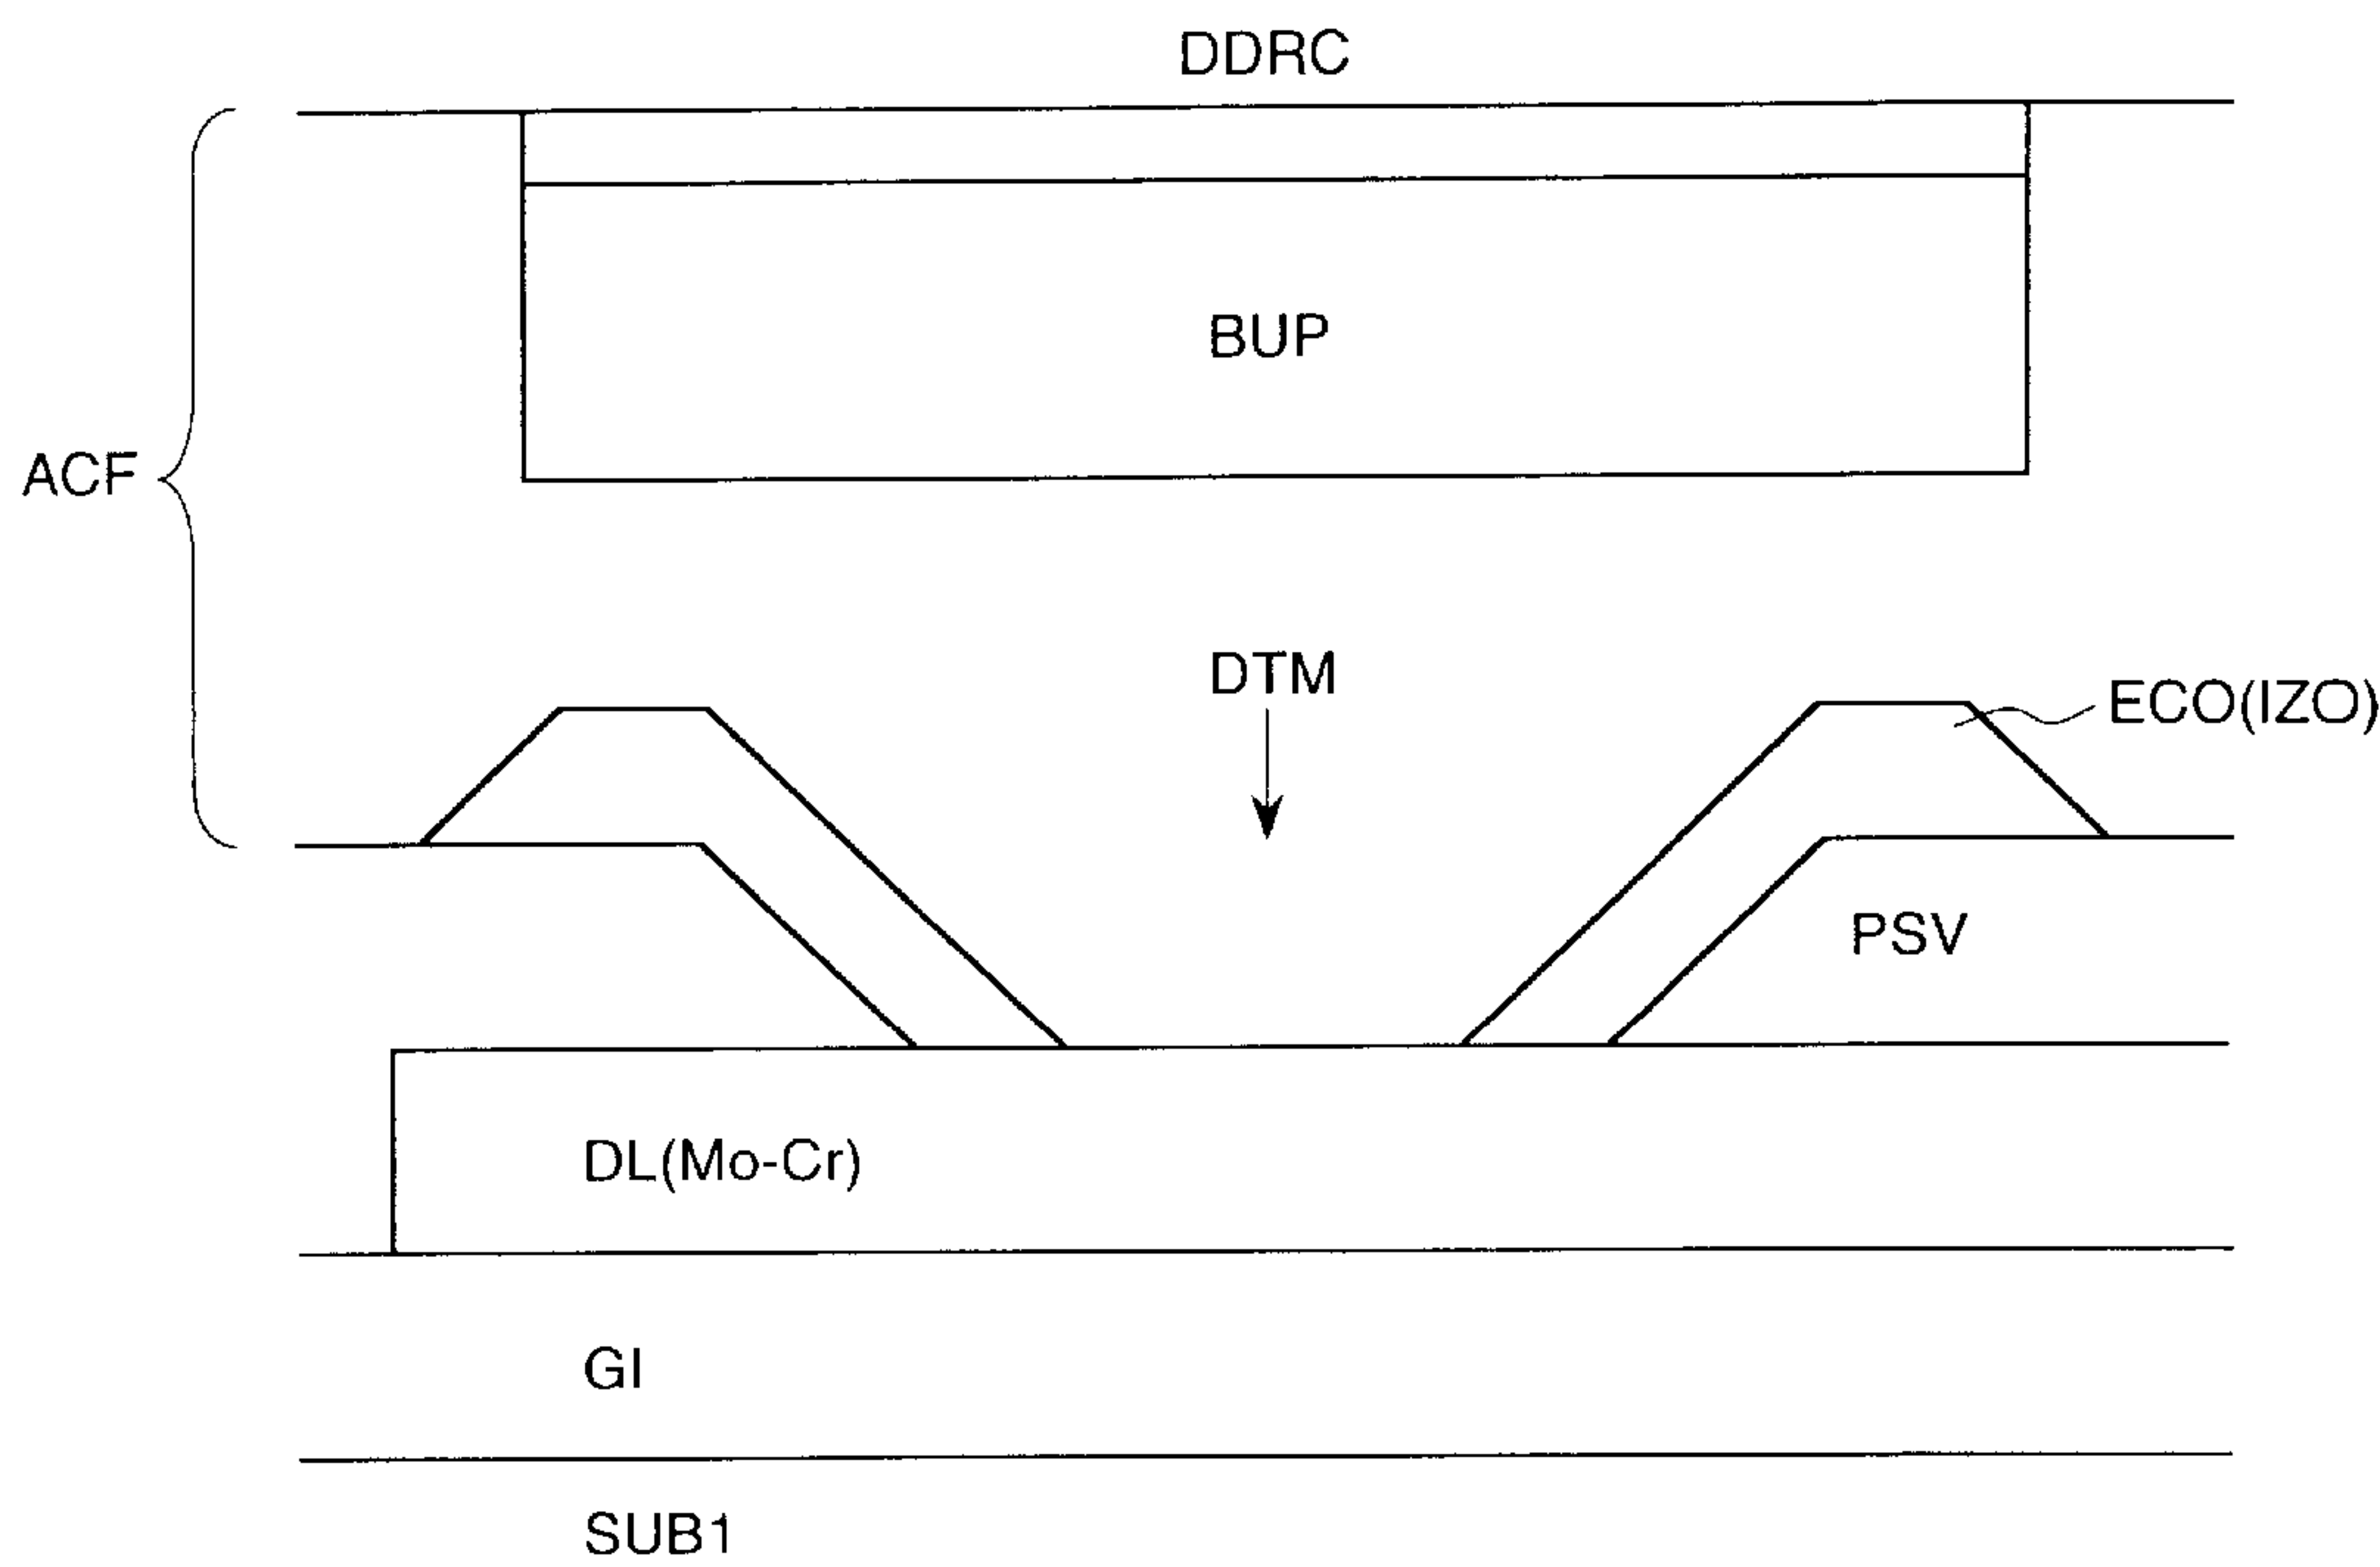 DDRC
BUP
ACF
DTM
ECO(IZO)
PSV
DL(Mo-Cr)
GI
SUB1